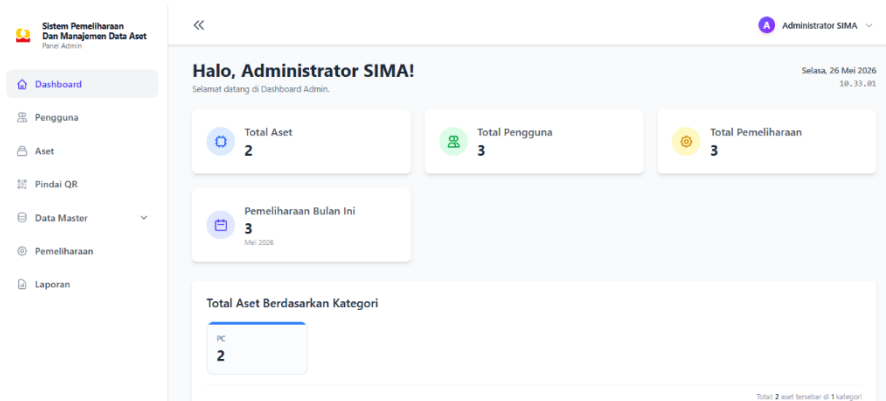 Sistem Pemeliharaan
Dan Manajemen Data Aset
Panel Admin
Dashboard
Pengguna
Aset
Pindai QR
Data Master
Pemeliharaan
Laporan
A
Administrator SIMA
Halo, Administrator SIMA!
Selamat datang di Dashboard Admin.
Selasa, 26 Mei 2026
10.33.01
Total Aset
2
Total Pengguna
3
Total Pemeliharaan
3
Pemeliharaan Bulan Ini
3
Mei 2026
Total Aset Berdasarkan Kategori
PC
2
Total: 2 aset tersebar di 1 kategori